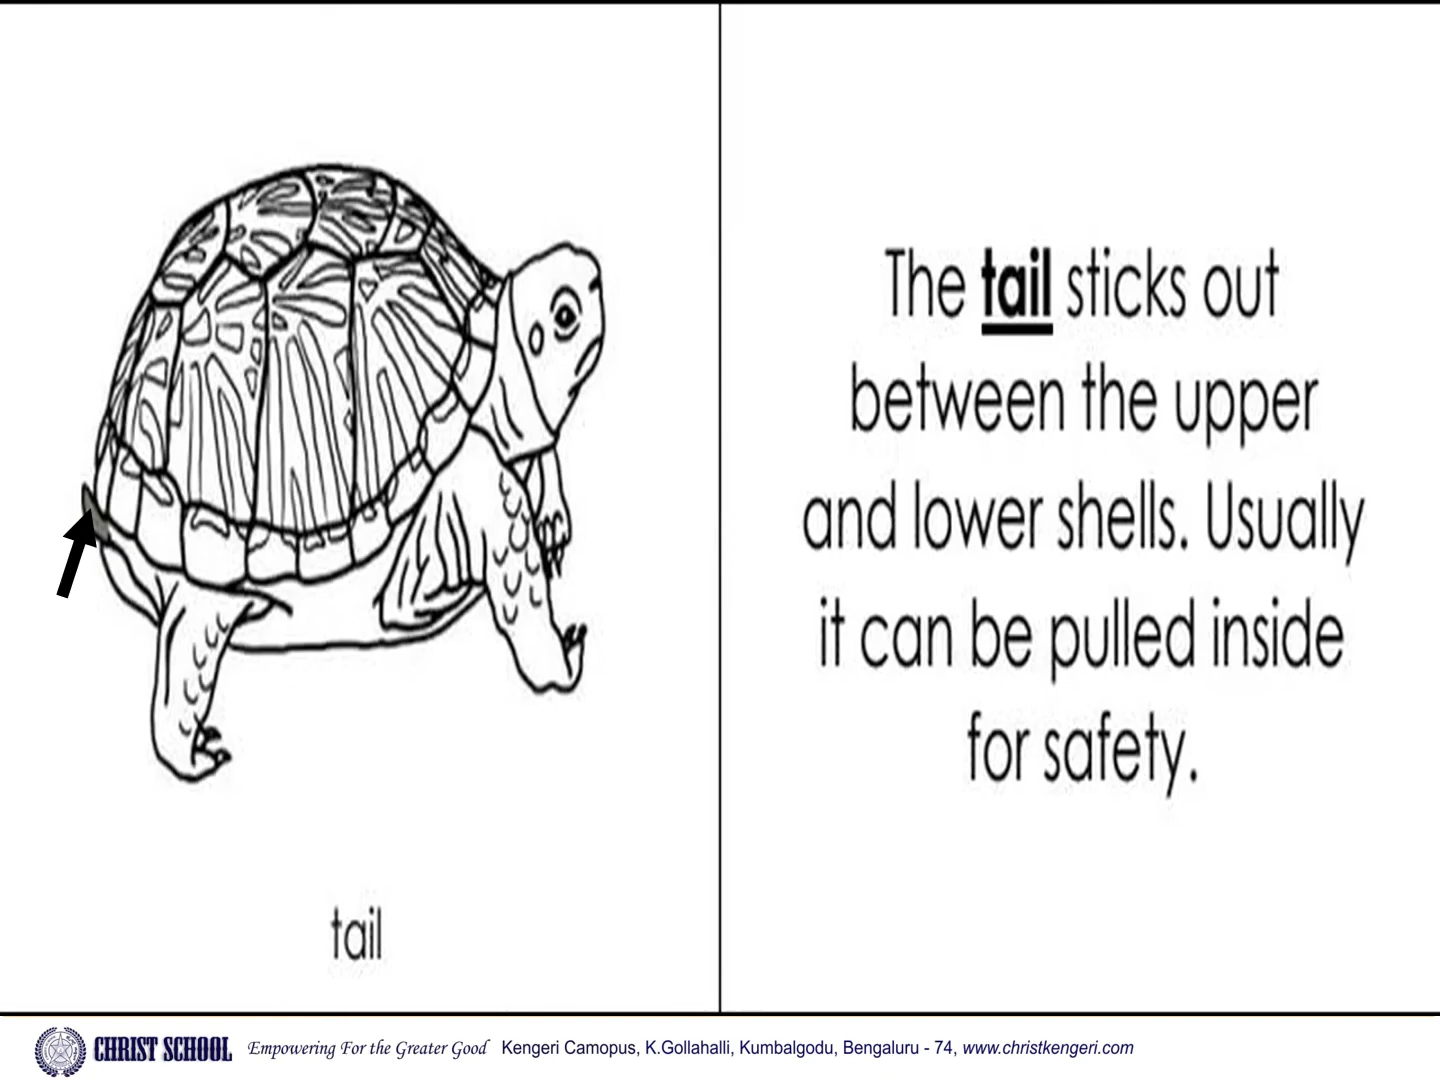 The tail sticks out
between the upper
and lower shells. Usually
it can be pulled inside
for safety.
tail
CHRIST SCHOOL Empowering For the Greater Good Kengeri Camopus, K.Gollahalli, Kumbalgodu, Bengaluru - 74, www.christkengeri.com